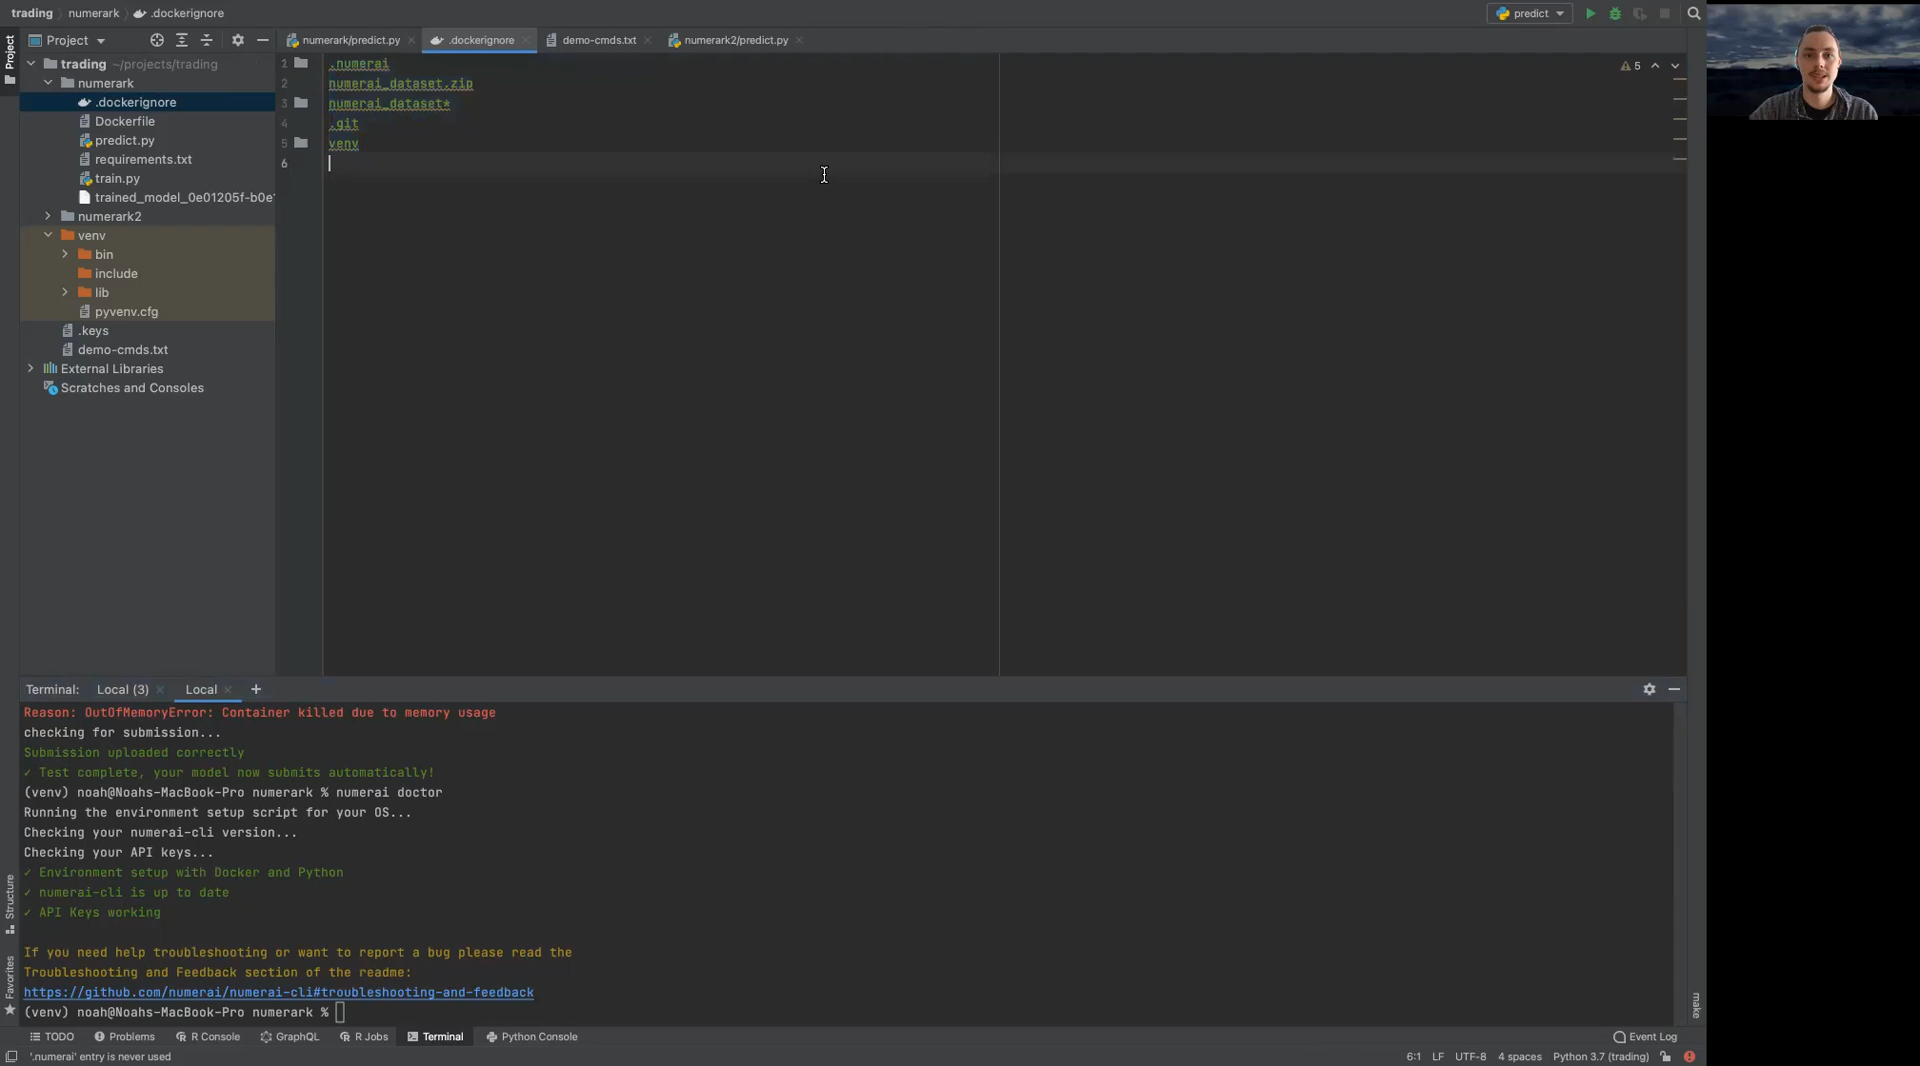 trading numerark .dockerignore
predict
Project
Project
numerark/predict.py
.dockerignore
demo-cmds.txt
numerark2/predict.py
trading ~/projects/trading
numerark
.dockerignore
Dockerfile
predict.py
requirements.txt
train.py
trained_model_0e01205f-b0e
numerark2
venv
bin
include
lib
pyvenv.cfg
.keys
demo-cmds.txt
External Libraries
Scratches and Consoles
1 .numerai
2 numerai_dataset.zip
3 numerai_dataset*
4 .git
5 venv
6
5
Terminal: Local (3) Local +
Reason: OutOfMemoryError: Container killed due to memory usage
checking for submission...
Submission uploaded correctly
✓ Test complete, your model now submits automatically!
(venv) noah@Noahs-MacBook-Pro numerark % numerai doctor
Running the environment setup script for your OS...
Checking your numerai-cli version...
Checking your API keys...
✓ Environment setup with Docker and Python
✓ numerai-cli is up to date
✓ API Keys working
If you need help troubleshooting or want to report a bug please read the
Troubleshooting and Feedback section of the readme:
https://github.com/numerai/numerai-cli#troubleshooting-and-feedback
(venv) noah@Noahs-MacBook-Pro numerark %
Structure
Favorites
make
TODO Problems R Console GraphQL R Jobs Terminal Python Console Event Log
'.numerai' entry is never used
6:1 LF UTF-8 4 spaces Python 3.7 (trading)